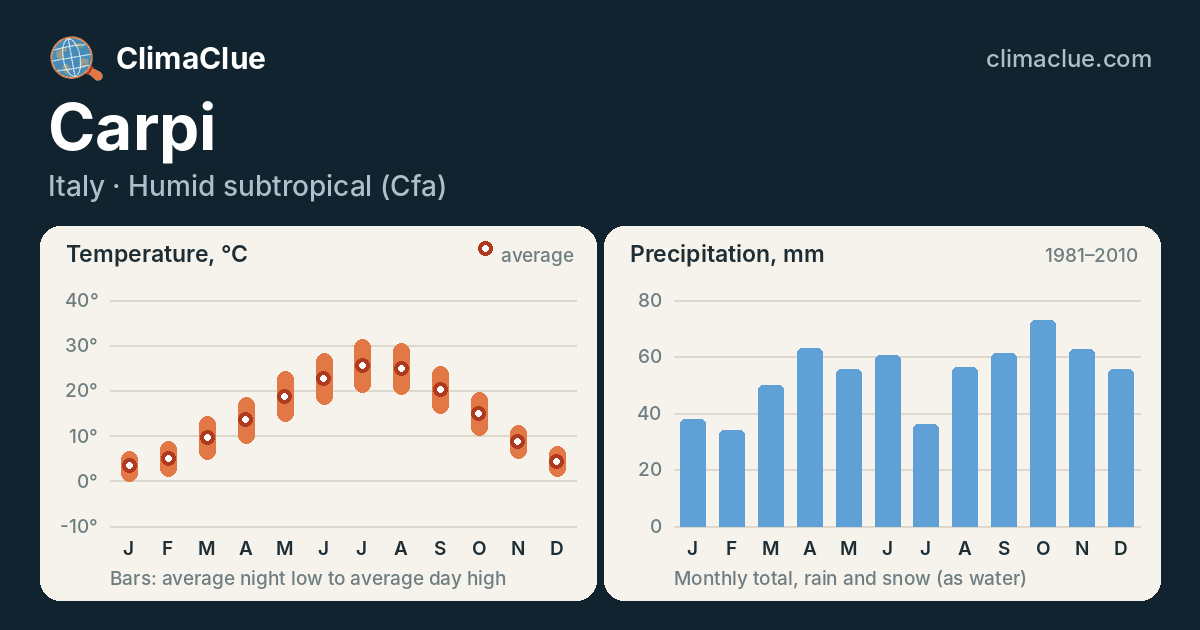 ClimaClue
climaclue.com
Carpi
Italy · Humid subtropical (Cfa)
Temperature, °C
average
40°
30°
20°
10°
0°
-10°
J F M A M J J A S O N D
Bars: average night low to average day high
Precipitation, mm
1981–2010
80
60
40
20
0
J F M A M J J A S O N D
Monthly total, rain and snow (as water)